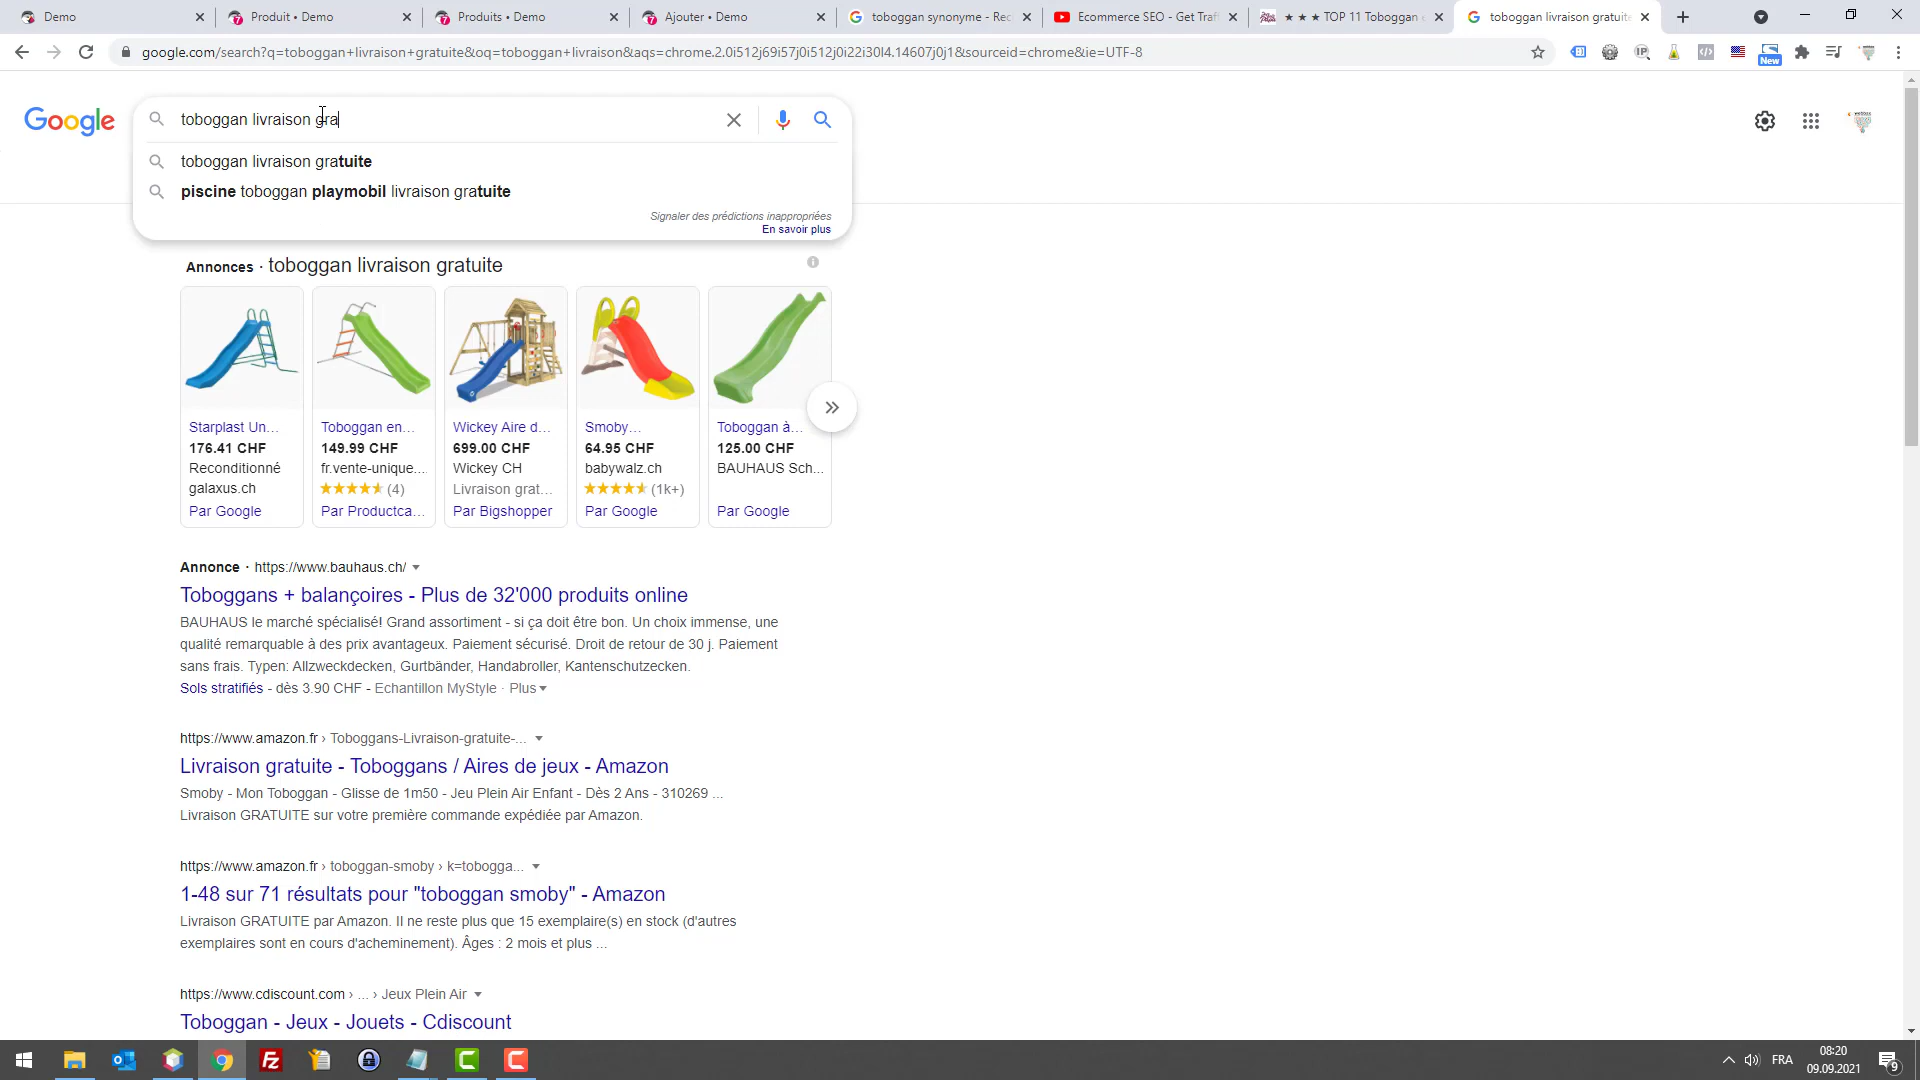 Demo
Produit • Demo
Produits • Demo
Ajouter • Demo
toboggan synonyme - Rec
Ecommerce SEO - Get Traf
★ ★ ★ TOP 11 Toboggan e
toboggan livraison gratuite
google.com/search?q=toboggan+livraison+gratuite&oq=toboggan+livraison&aqs=chrome.2.0i512j69i57j0i512j0i22i30l4.14607j0j1&sourceid=chrome&ie=UTF-8
IP
New
Google
toboggan livraison gra
toboggan livraison gratuite
piscine toboggan playmobil livraison gratuite
Signaler des prédictions inappropriées
En savoir plus
Annonces · toboggan livraison gratuite
Starplast Un...
176.41 CHF
Reconditionné
galaxus.ch
Par Google
Toboggan en...
149.99 CHF
fr.vente-unique....
(4)
Par Productca...
Wickey Aire d...
699.00 CHF
Wickey CH
Livraison grat...
Par Bigshopper
Smoby...
64.95 CHF
babywalz.ch
(1k+)
Par Google
Toboggan à...
125.00 CHF
BAUHAUS Sch...
Par Google
Annonce · https://www.bauhaus.ch/
Toboggans + balançoires - Plus de 32'000 produits online
BAUHAUS le marché spécialisé! Grand assortiment - si ça doit être bon. Un choix immense, une
qualité remarquable à des prix avantageux. Paiement sécurisé. Droit de retour de 30 j. Paiement
sans frais. Typen: Allzweckdecken, Gurtbänder, Handabroller, Kantenschutzecken.
Sols stratifiés - dès 3.90 CHF - Echantillon MyStyle · Plus
https://www.amazon.fr › Toboggans-Livraison-gratuite-...
Livraison gratuite - Toboggans / Aires de jeux - Amazon
Smoby - Mon Toboggan - Glisse de 1m50 - Jeu Plein Air Enfant - Dès 2 Ans - 310269 ...
Livraison GRATUITE sur votre première commande expédiée par Amazon.
https://www.amazon.fr › toboggan-smoby › k=tobogga...
1-48 sur 71 résultats pour "toboggan smoby" - Amazon
Livraison GRATUITE par Amazon. Il ne reste plus que 15 exemplaire(s) en stock (d'autres
exemplaires sont en cours d'acheminement). Âges : 2 mois et plus ...
https://www.cdiscount.com › ... › Jeux Plein Air
Toboggan - Jeux - Jouets - Cdiscount
FRA
08:20
09.09.2021
9